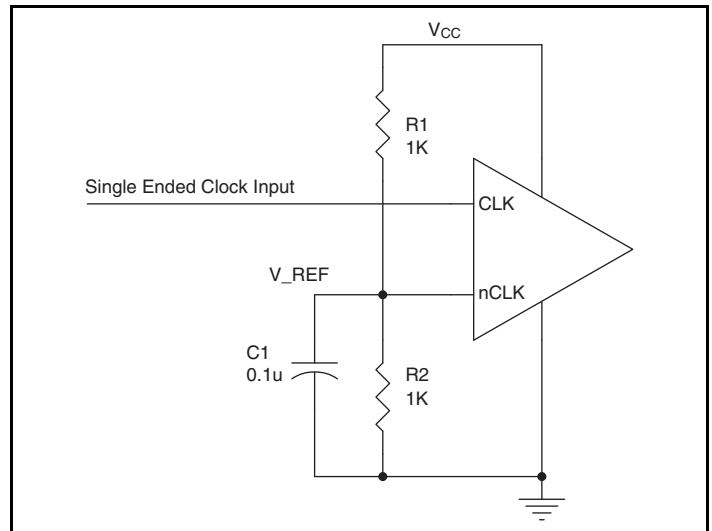 VCC
R1
1K
Single Ended Clock Input
CLK
V_REF
nCLK
C1
0.1u
R2
1K